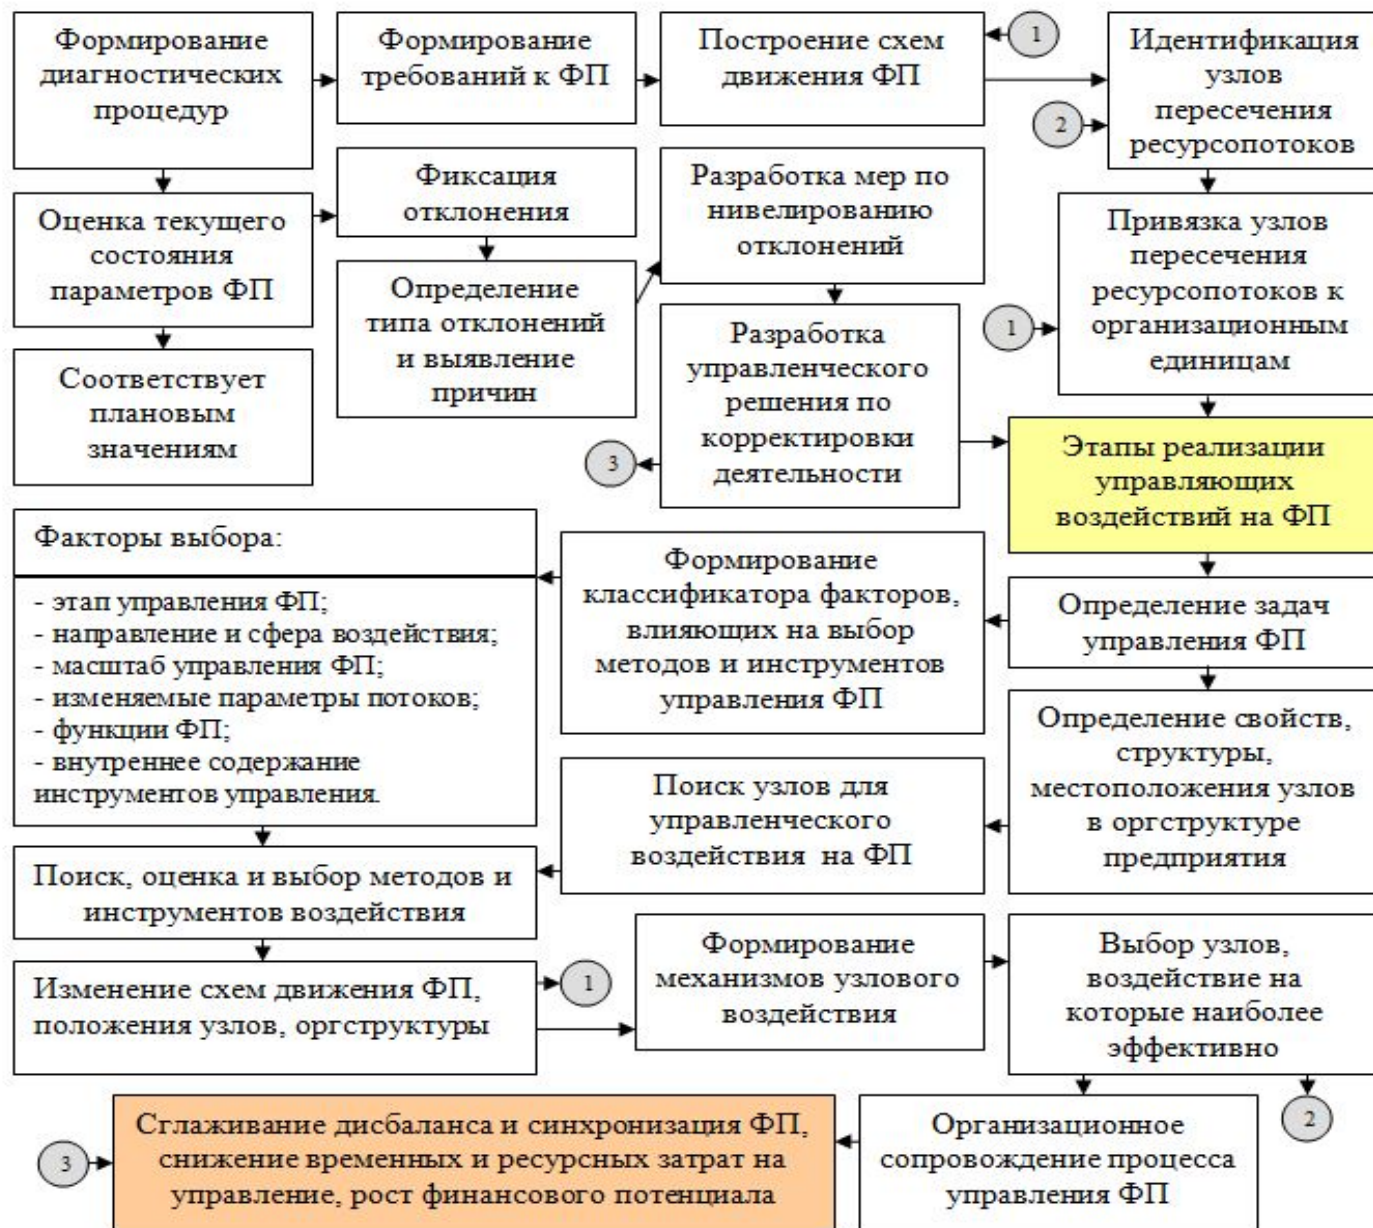 Формирование
диагностических
процедур
Формирование
требований к ФП
Построение схем
движения ФП
1
Идентификация
узлов
пересечения
ресурсопотоков
2
Оценка текущего
состояния
параметров ФП
Фиксация
отклонения
Разработка мер по
нивелированию
отклонений
Привязка узлов
пересечения
ресурсопотоков к
организационным
единицам
1
Определение
типа отклонений
и выявление
причин
Разработка
управленческого
решения по
корректировки
деятельности
3
Соответствует
плановым
значениям
Этапы реализации
управляющих
воздействий на ФП
Факторы выбора:
- этап управления ФП;
- направление и сфера воздействия;
- масштаб управления ФП;
- изменяемые параметры потоков;
- функции ФП;
- внутреннее содержание
инструментов управления.
Формирование
классификатора факторов,
влияющих на выбор
методов и инструментов
управления ФП
Определение задач
управления ФП
Определение свойств,
структуры,
местоположения узлов
в оргструктуре
предприятия
Поиск узлов для
управленческого
воздействия на ФП
Поиск, оценка и выбор методов и
инструментов воздействия
Изменение схем движения ФП,
положения узлов, оргструктуры
1
Формирование
механизмов узлового
воздействия
Выбор узлов,
воздействие на
которые наиболее
эффективно
2
3
Сглаживание дисбаланса и синхронизация ФП,
снижение временных и ресурсных затрат на
управление, рост финансового потенциала
Организационное
сопровождение процесса
управления ФП